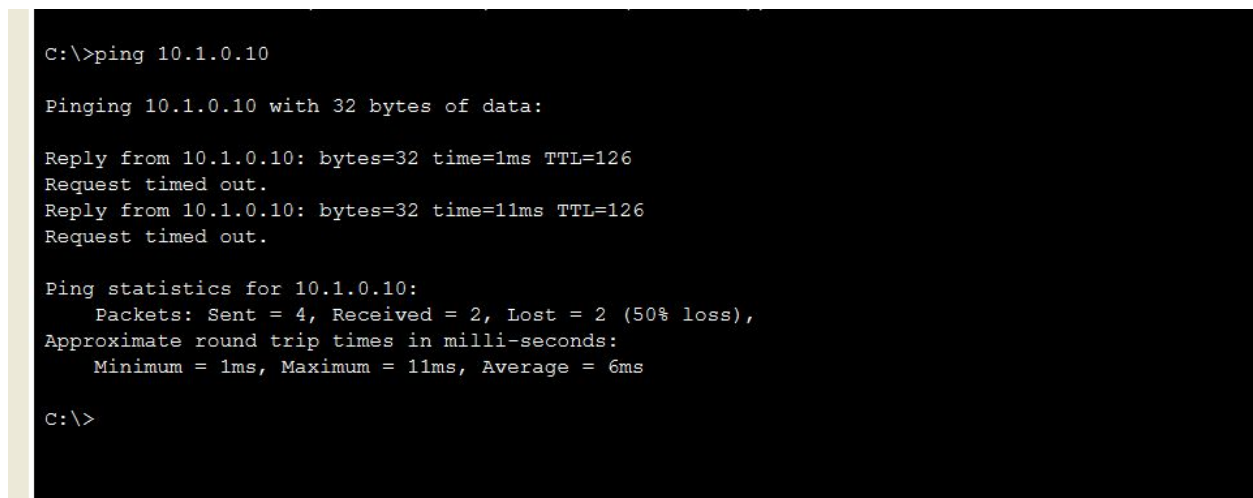 C:\>ping 10.1.0.10
Pinging 10.1.0.10 with 32 bytes of data:
Reply from 10.1.0.10: bytes=32 time=1ms TTL=126
Request timed out.
Reply from 10.1.0.10: bytes=32 time=11ms TTL=126
Request timed out.
Ping statistics for 10.1.0.10:
Packets: Sent = 4, Received = 2, Lost = 2 (50% loss),
Approximate round trip times in milli-seconds:
Minimum = 1ms, Maximum = 11ms, Average = 6ms
C:\>